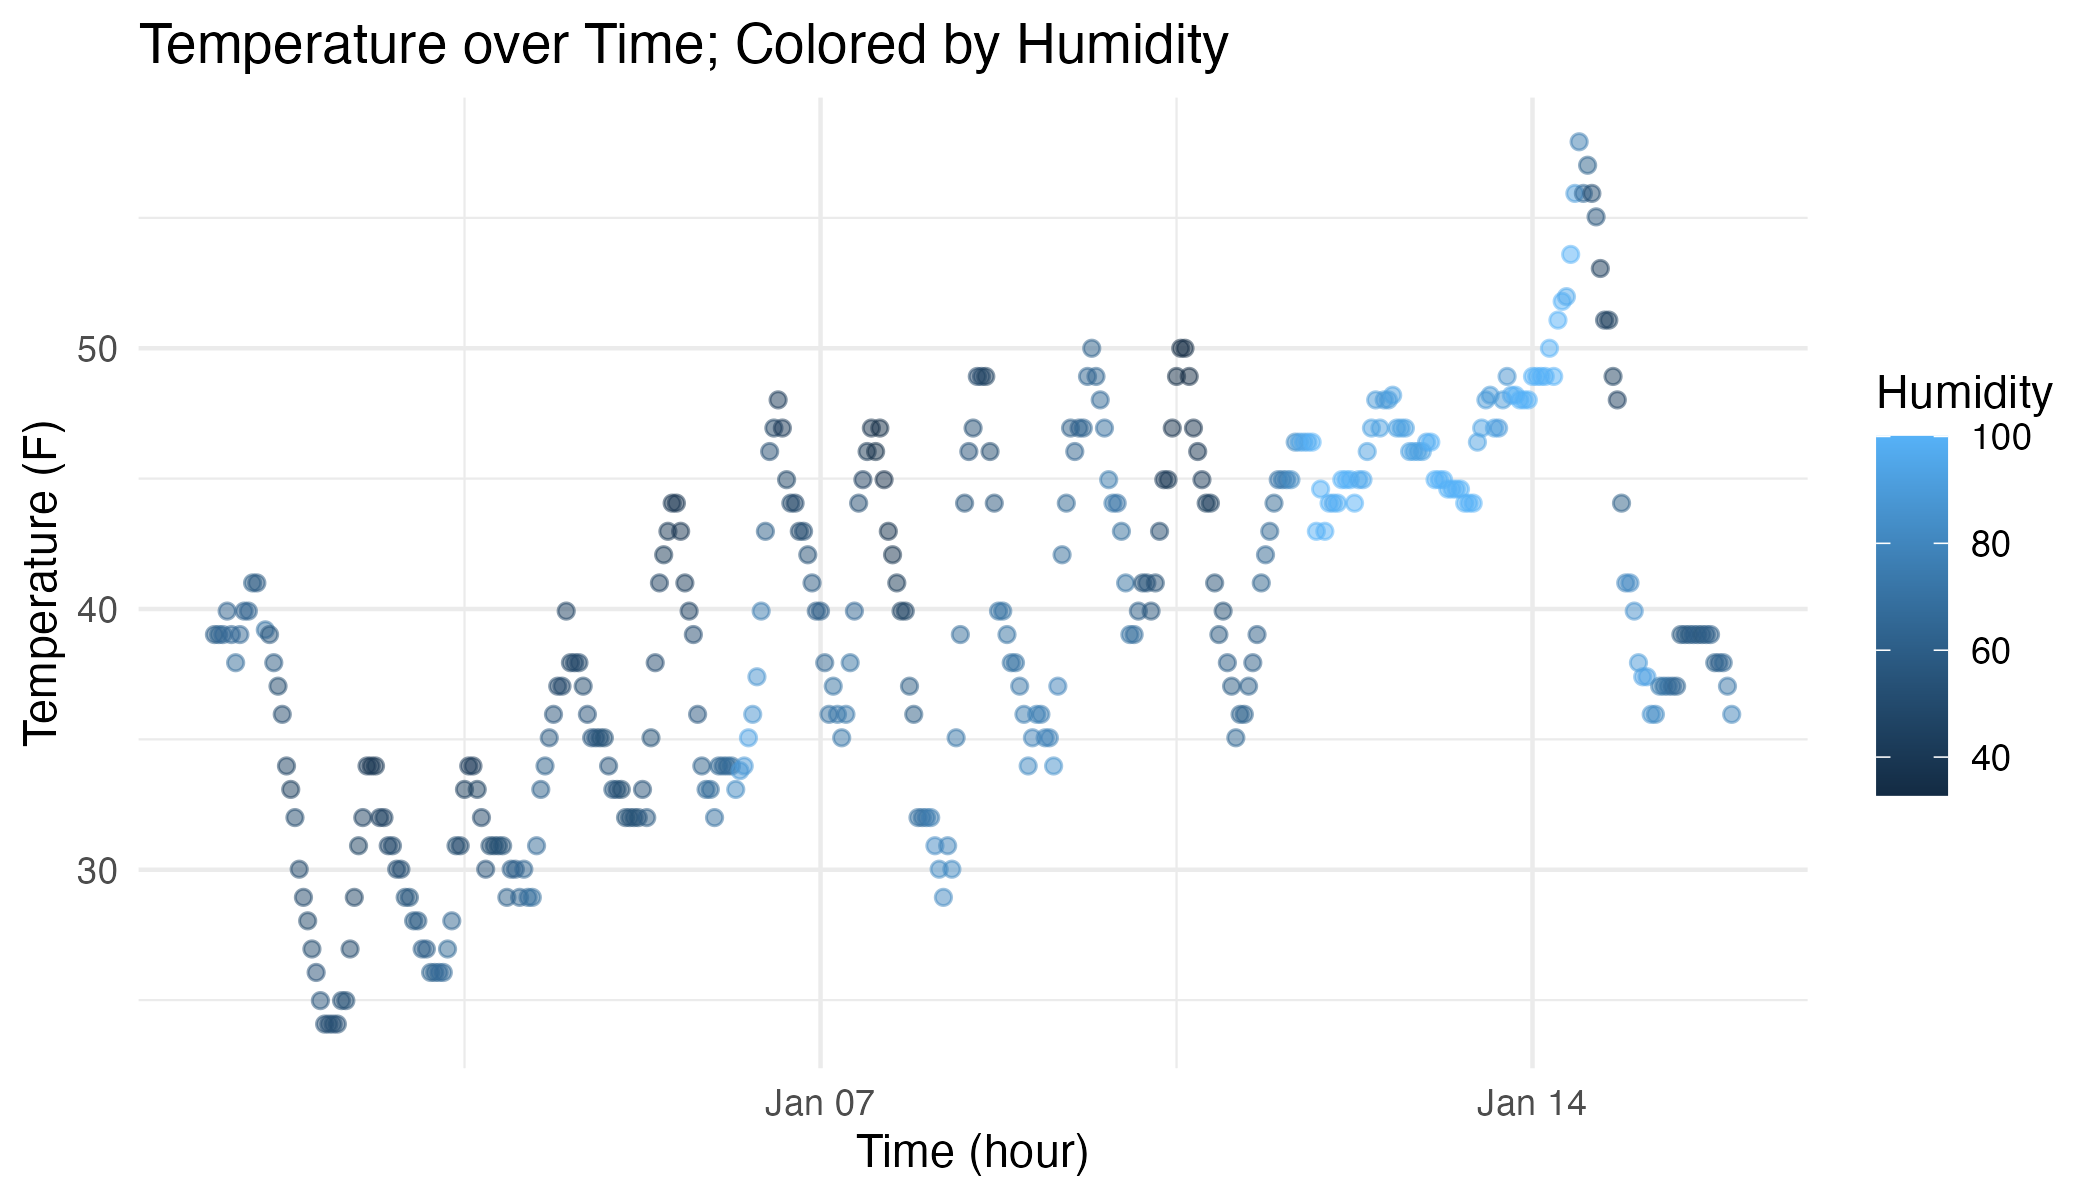 Temperature over Time; Colored by Humidity
Temperature (F)
50
40
30
Jan 07
Jan 14
Time (hour)
Humidity
100
80
60
40